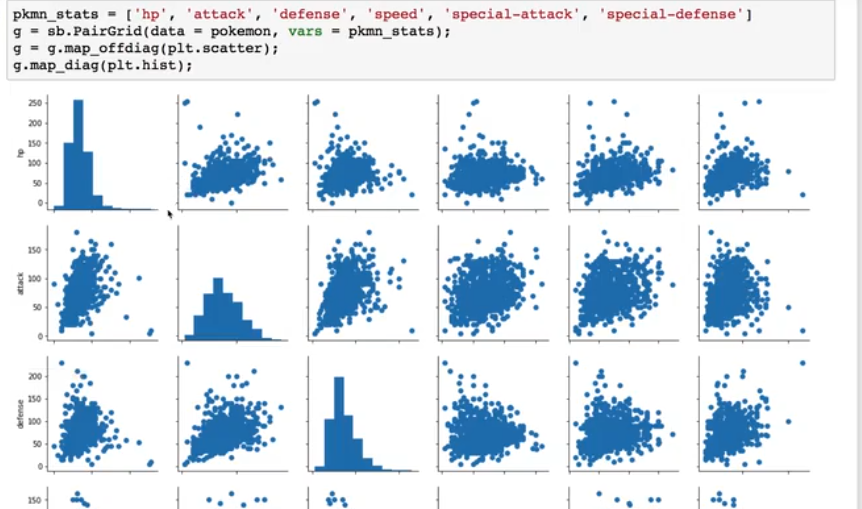 pkmn_stats = ['hp', 'attack', 'defense', 'speed', 'special-attack', 'special-defense']
g = sb.PairGrid(data = pokemon, vars = pkmn_stats);
g = g.map_offdiag(plt.scatter);
g.map_diag(plt.hist);
250
200
150
100
50
0
hp
150
100
50
0
attack
200
150
100
50
0
defense
150